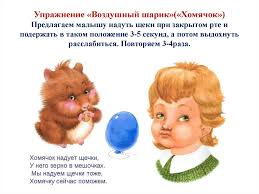 Упражнение «Воздушный шарик»(«Хомячок»)
Предлагаем малышу надуть щеки при закрытом рте и
подержать в таком положение 3-5 секунд, а потом выдохнуть
расслабиться. Повторяем 3-4раза.
Хомячок надует щечки,
У него зерно в мешочках.
Мы надуем щечки тоже,
Хомячку сейчас поможем.